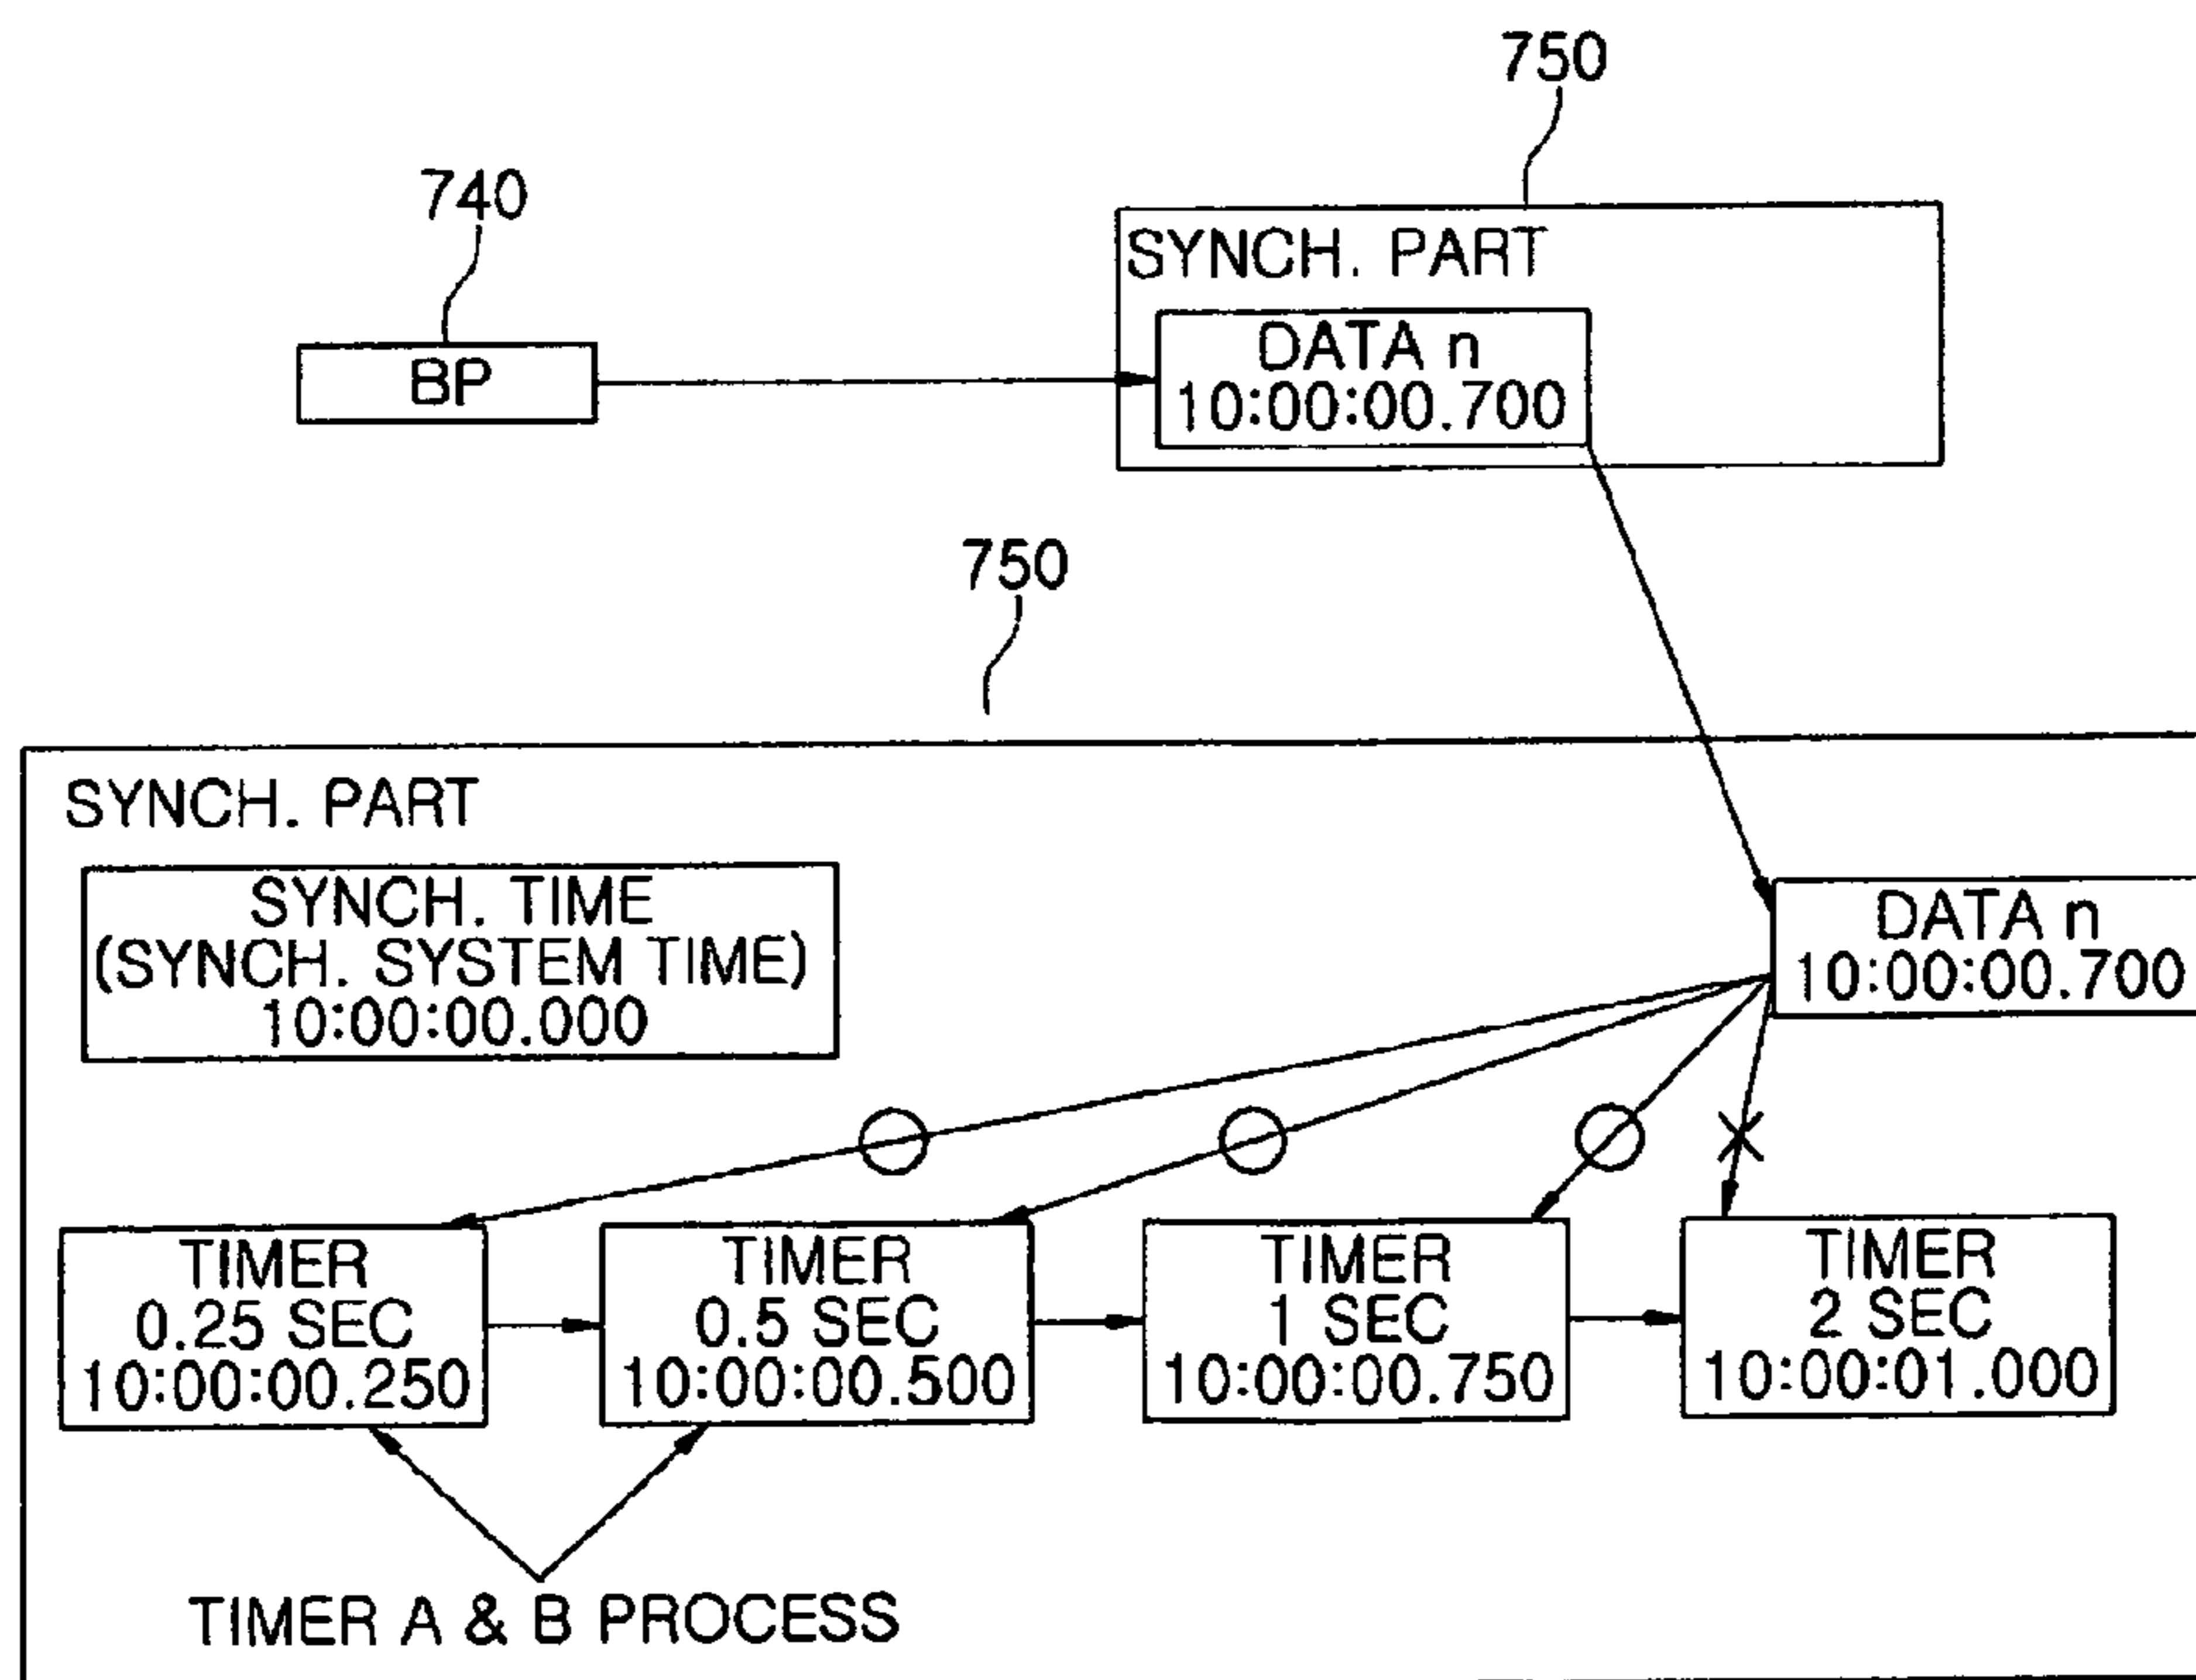 750
740
SYNCH. PART
DATA n
10:00:00.700
BP
750
SYNCH. PART
SYNCH. TIME
(SYNCH. SYSTEM TIME)
10:00:00.000
DATA n
10:00:00.700
TIMER
0.25 SEC
10:00:00.250
TIMER
0.5 SEC
10:00:00.500
TIMER
1 SEC
10:00:00.750
TIMER
2 SEC
10:00:01.000
TIMER A & B PROCESS